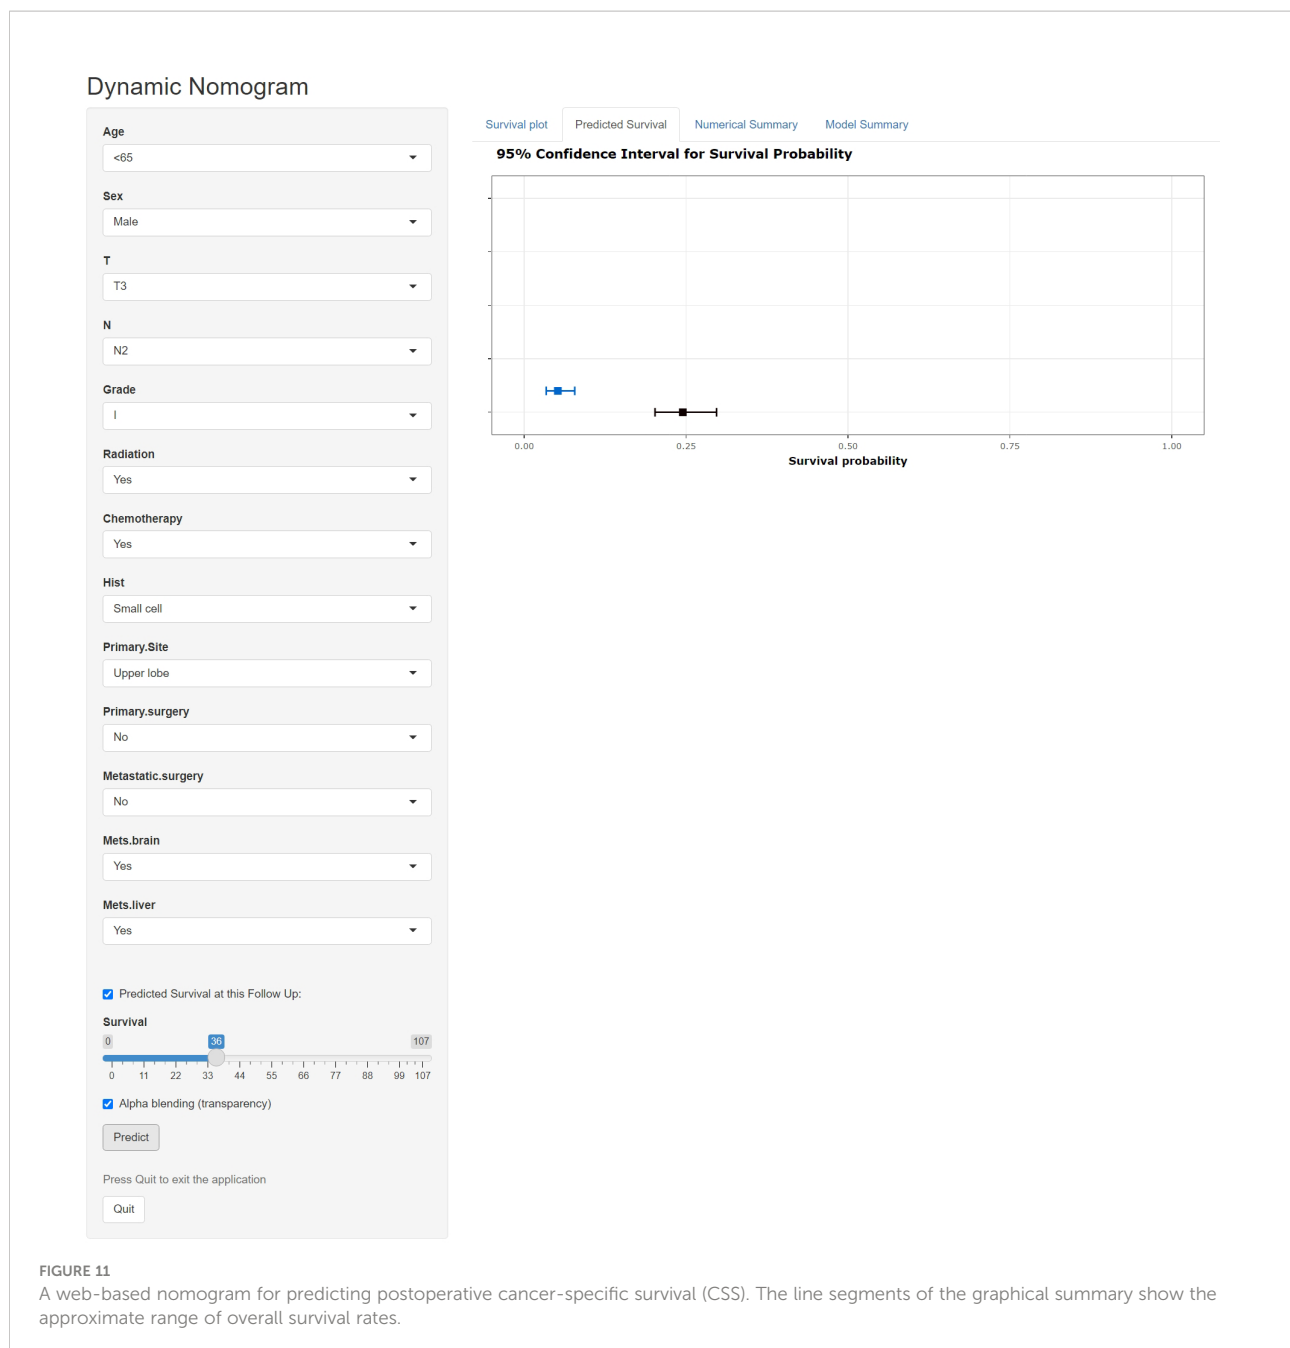 Dynamic Nomogram
Age
<65
Sex
Male
T
T3
N
N2
Grade
I
Radiation
Yes
Chemotherapy
Yes
Hist
Small cell
Primary.Site
Upper lobe
Primary.surgery
No
Metastatic.surgery
No
Mets.brain
Yes
Mets.liver
Yes
Predicted Survival at this Follow Up:
Survival
0 36 107
0 11 22 33 44 55 66 77 88 99 107
Alpha blending (transparency)
Predict
Press Quit to exit the application
Quit
Survival plot Predicted Survival Numerical Summary Model Summary
95% Confidence Interval for Survival Probability
0.00 0.25 0.50 0.75 1.00
Survival probability
FIGURE 11
A web-based nomogram for predicting postoperative cancer-specific survival (CSS). The line segments of the graphical summary show the
approximate range of overall survival rates.